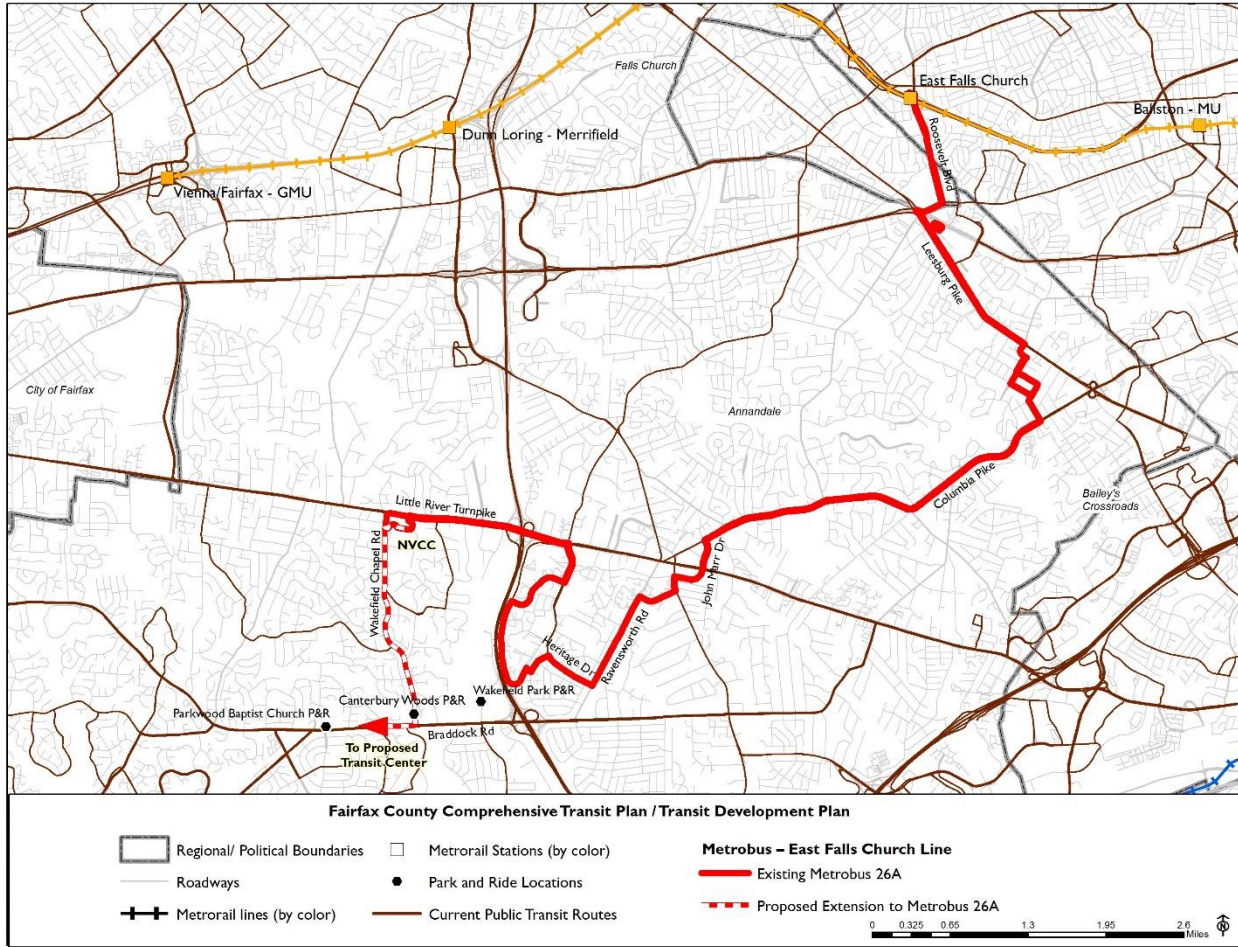 Falls Church
East Falls Church
Ballston - MU
Dunn Loring - Merrifield
Vienna/Fairfax - GMU
Roosevelt Blvd
Leesburg Pike
City of Fairfax
Annandale
Columbia Pike
Bailey's
Crossroads
Little River Turnpike
NVCC
Wakefield Chapel Rd
John Marr Dr
Heritage Dr
Ravensworth Rd
Wakefield Park P&R
Canterbury Woods P&R
Parkwood Baptist Church P&R
Braddock Rd
To Proposed
Transit Center
Fairfax County Comprehensive Transit Plan / Transit Development Plan
Regional/ Political Boundaries
Metrorail Stations (by color)
Metrobus – East Falls Church Line
Roadways
Park and Ride Locations
Existing Metrobus 26A
Metrorail lines (by color)
Current Public Transit Routes
Proposed Extension to Metrobus 26A
0 0.325 0.65 1.3 1.95 2.6
Miles
N